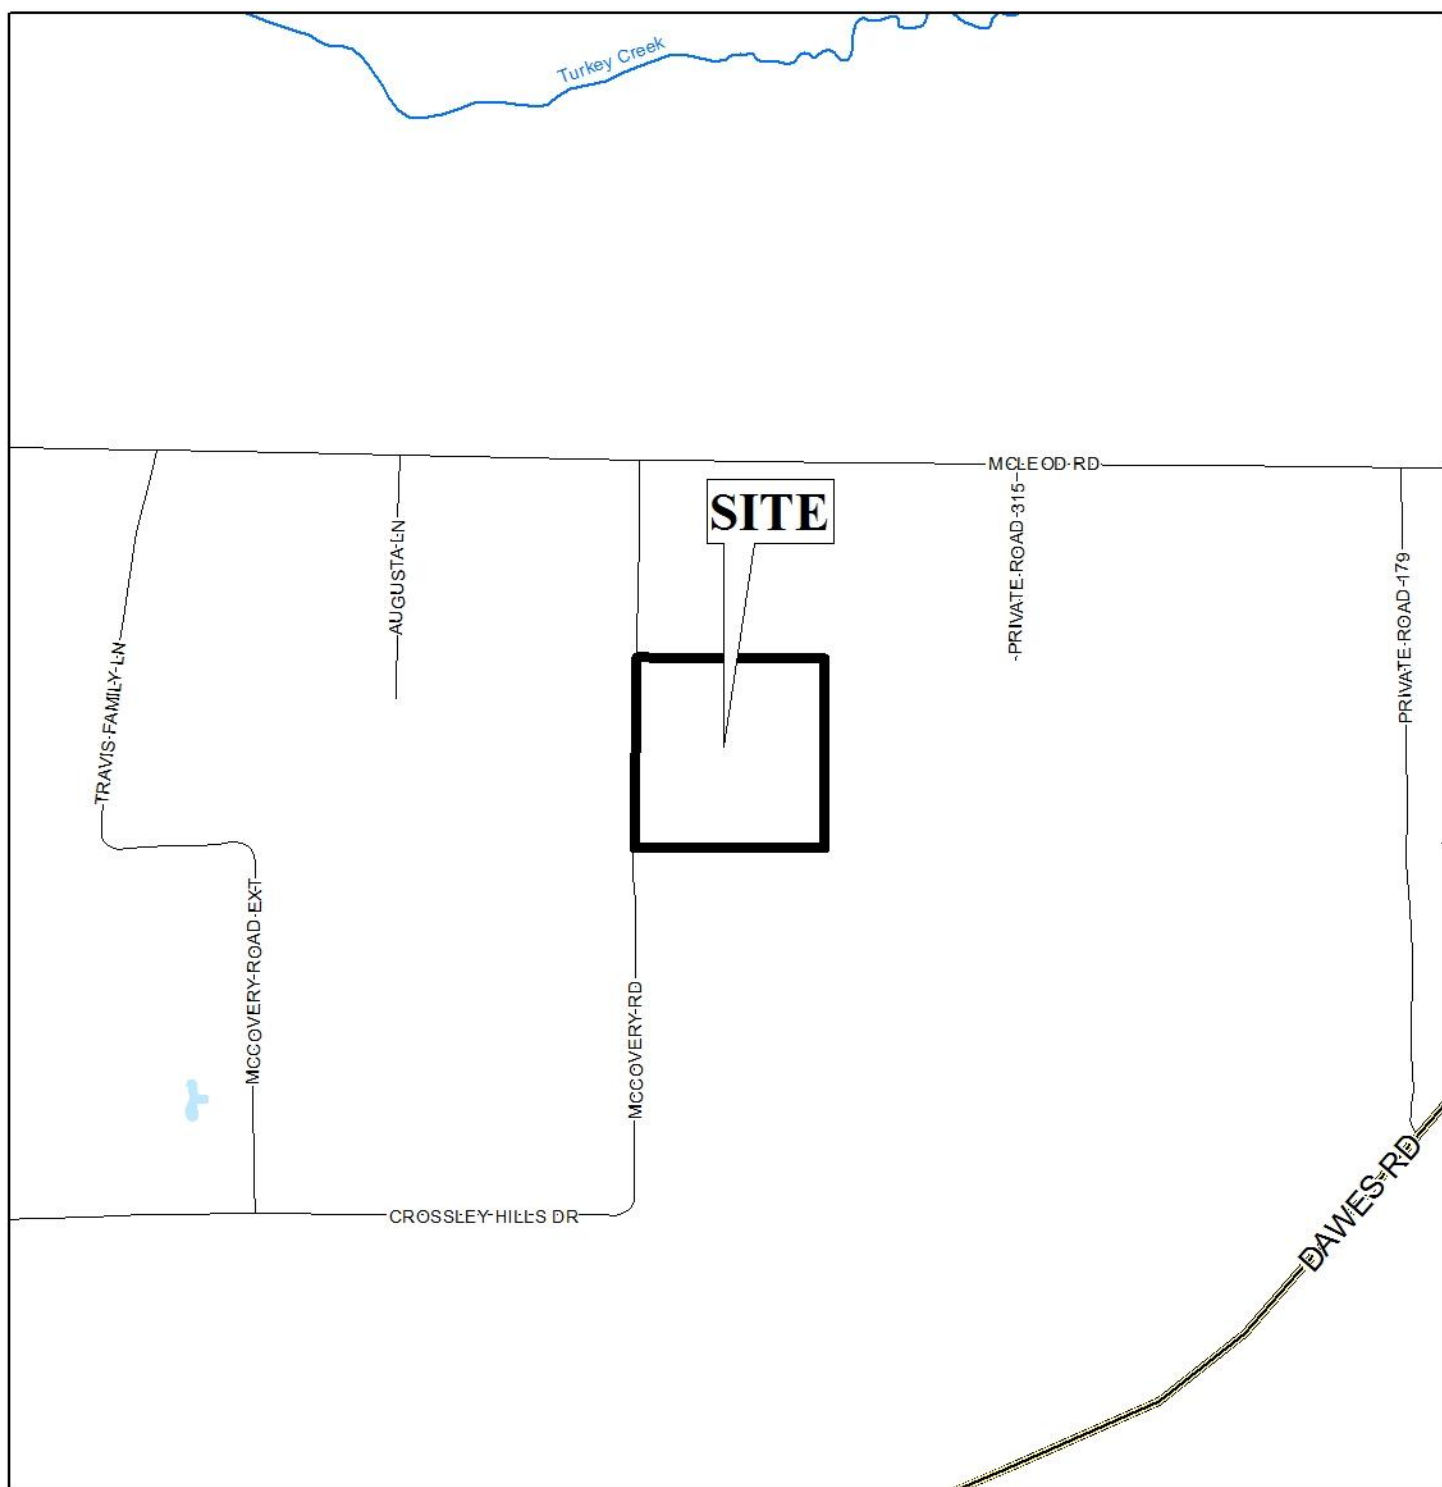 Turkey Creek
MCLEOD RD
SITE
PRIVATE ROAD 315
AUGUSTA LN
PRIVATE ROAD 179
TRAVIS FAMILY LN
MCCOVERY ROAD EXT
MCCOVERY RD
CROSSLEY HILLS DR
DAWES RD